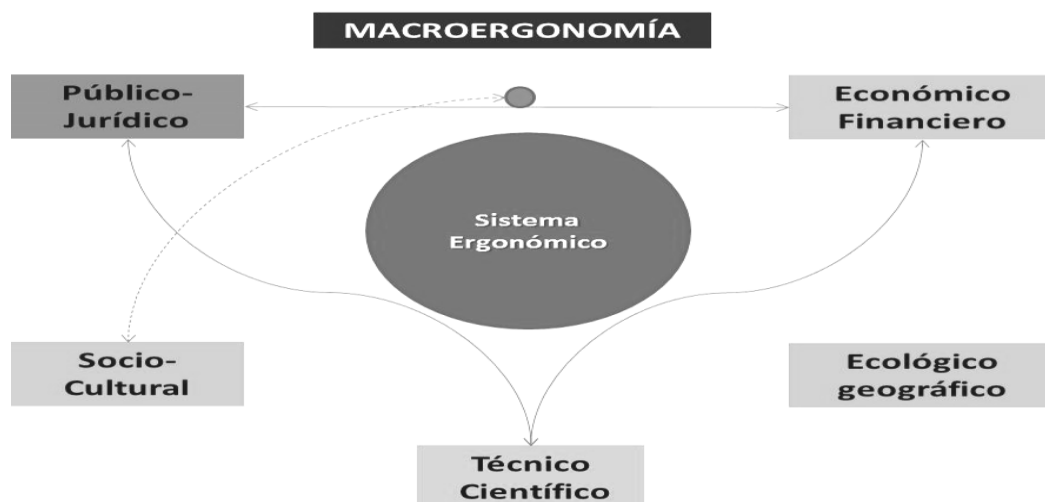 MACROERGONOMÍA
Público-
Jurídico
Económico
Financiero
Sistema
Ergonómico
Socio-
Cultural
Ecológico
geográfico
Técnico
Científico